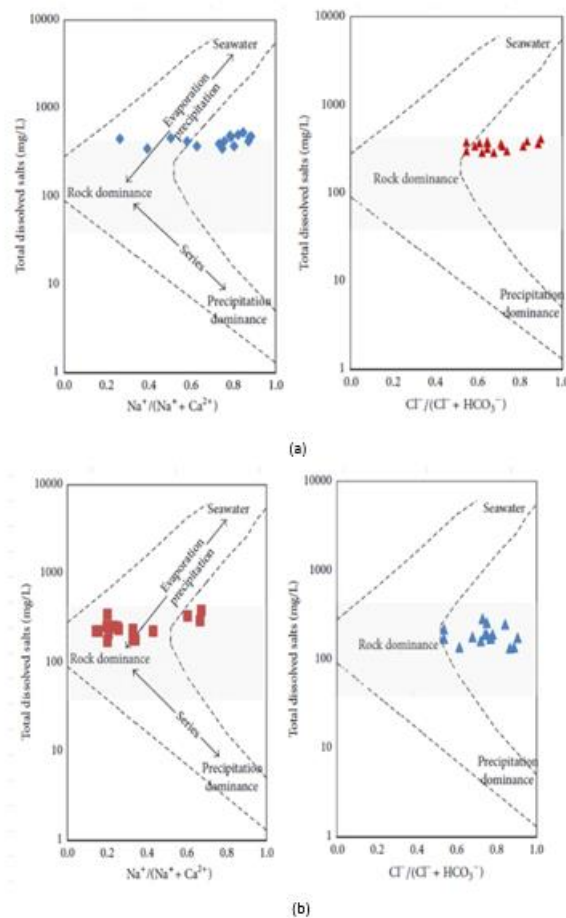 10000
1000
100
10
1
Total dissolved salts (mg/L)
Seawater
Evaporation
precipitation
Rock dominance
Series
Precipitation
dominance
0.0 0.2 0.4 0.6 0.8 1.0
Na⁺/(Na⁺ + Ca²⁺)
10000
1000
100
10
1
Total dissolved salts (mg/L)
Seawater
Rock dominance
Precipitation
dominance
0.0 0.2 0.4 0.6 0.8 1.0
Cl⁻/(Cl⁻ + HCO₃⁻)
(a)
10000
1000
100
10
1
Total dissolved salts (mg/L)
Seawater
Evaporation
precipitation
Rock dominance
Series
Precipitation
dominance
0.0 0.2 0.4 0.6 0.8 1.0
Na⁺/(Na⁺ + Ca²⁺)
10000
1000
100
10
1
Total dissolved salts (mg/L)
Seawater
Rock dominance
Precipitation
dominance
0.0 0.2 0.4 0.6 0.8 1.0
Cl⁻/(Cl⁻ + HCO₃⁻)
(b)